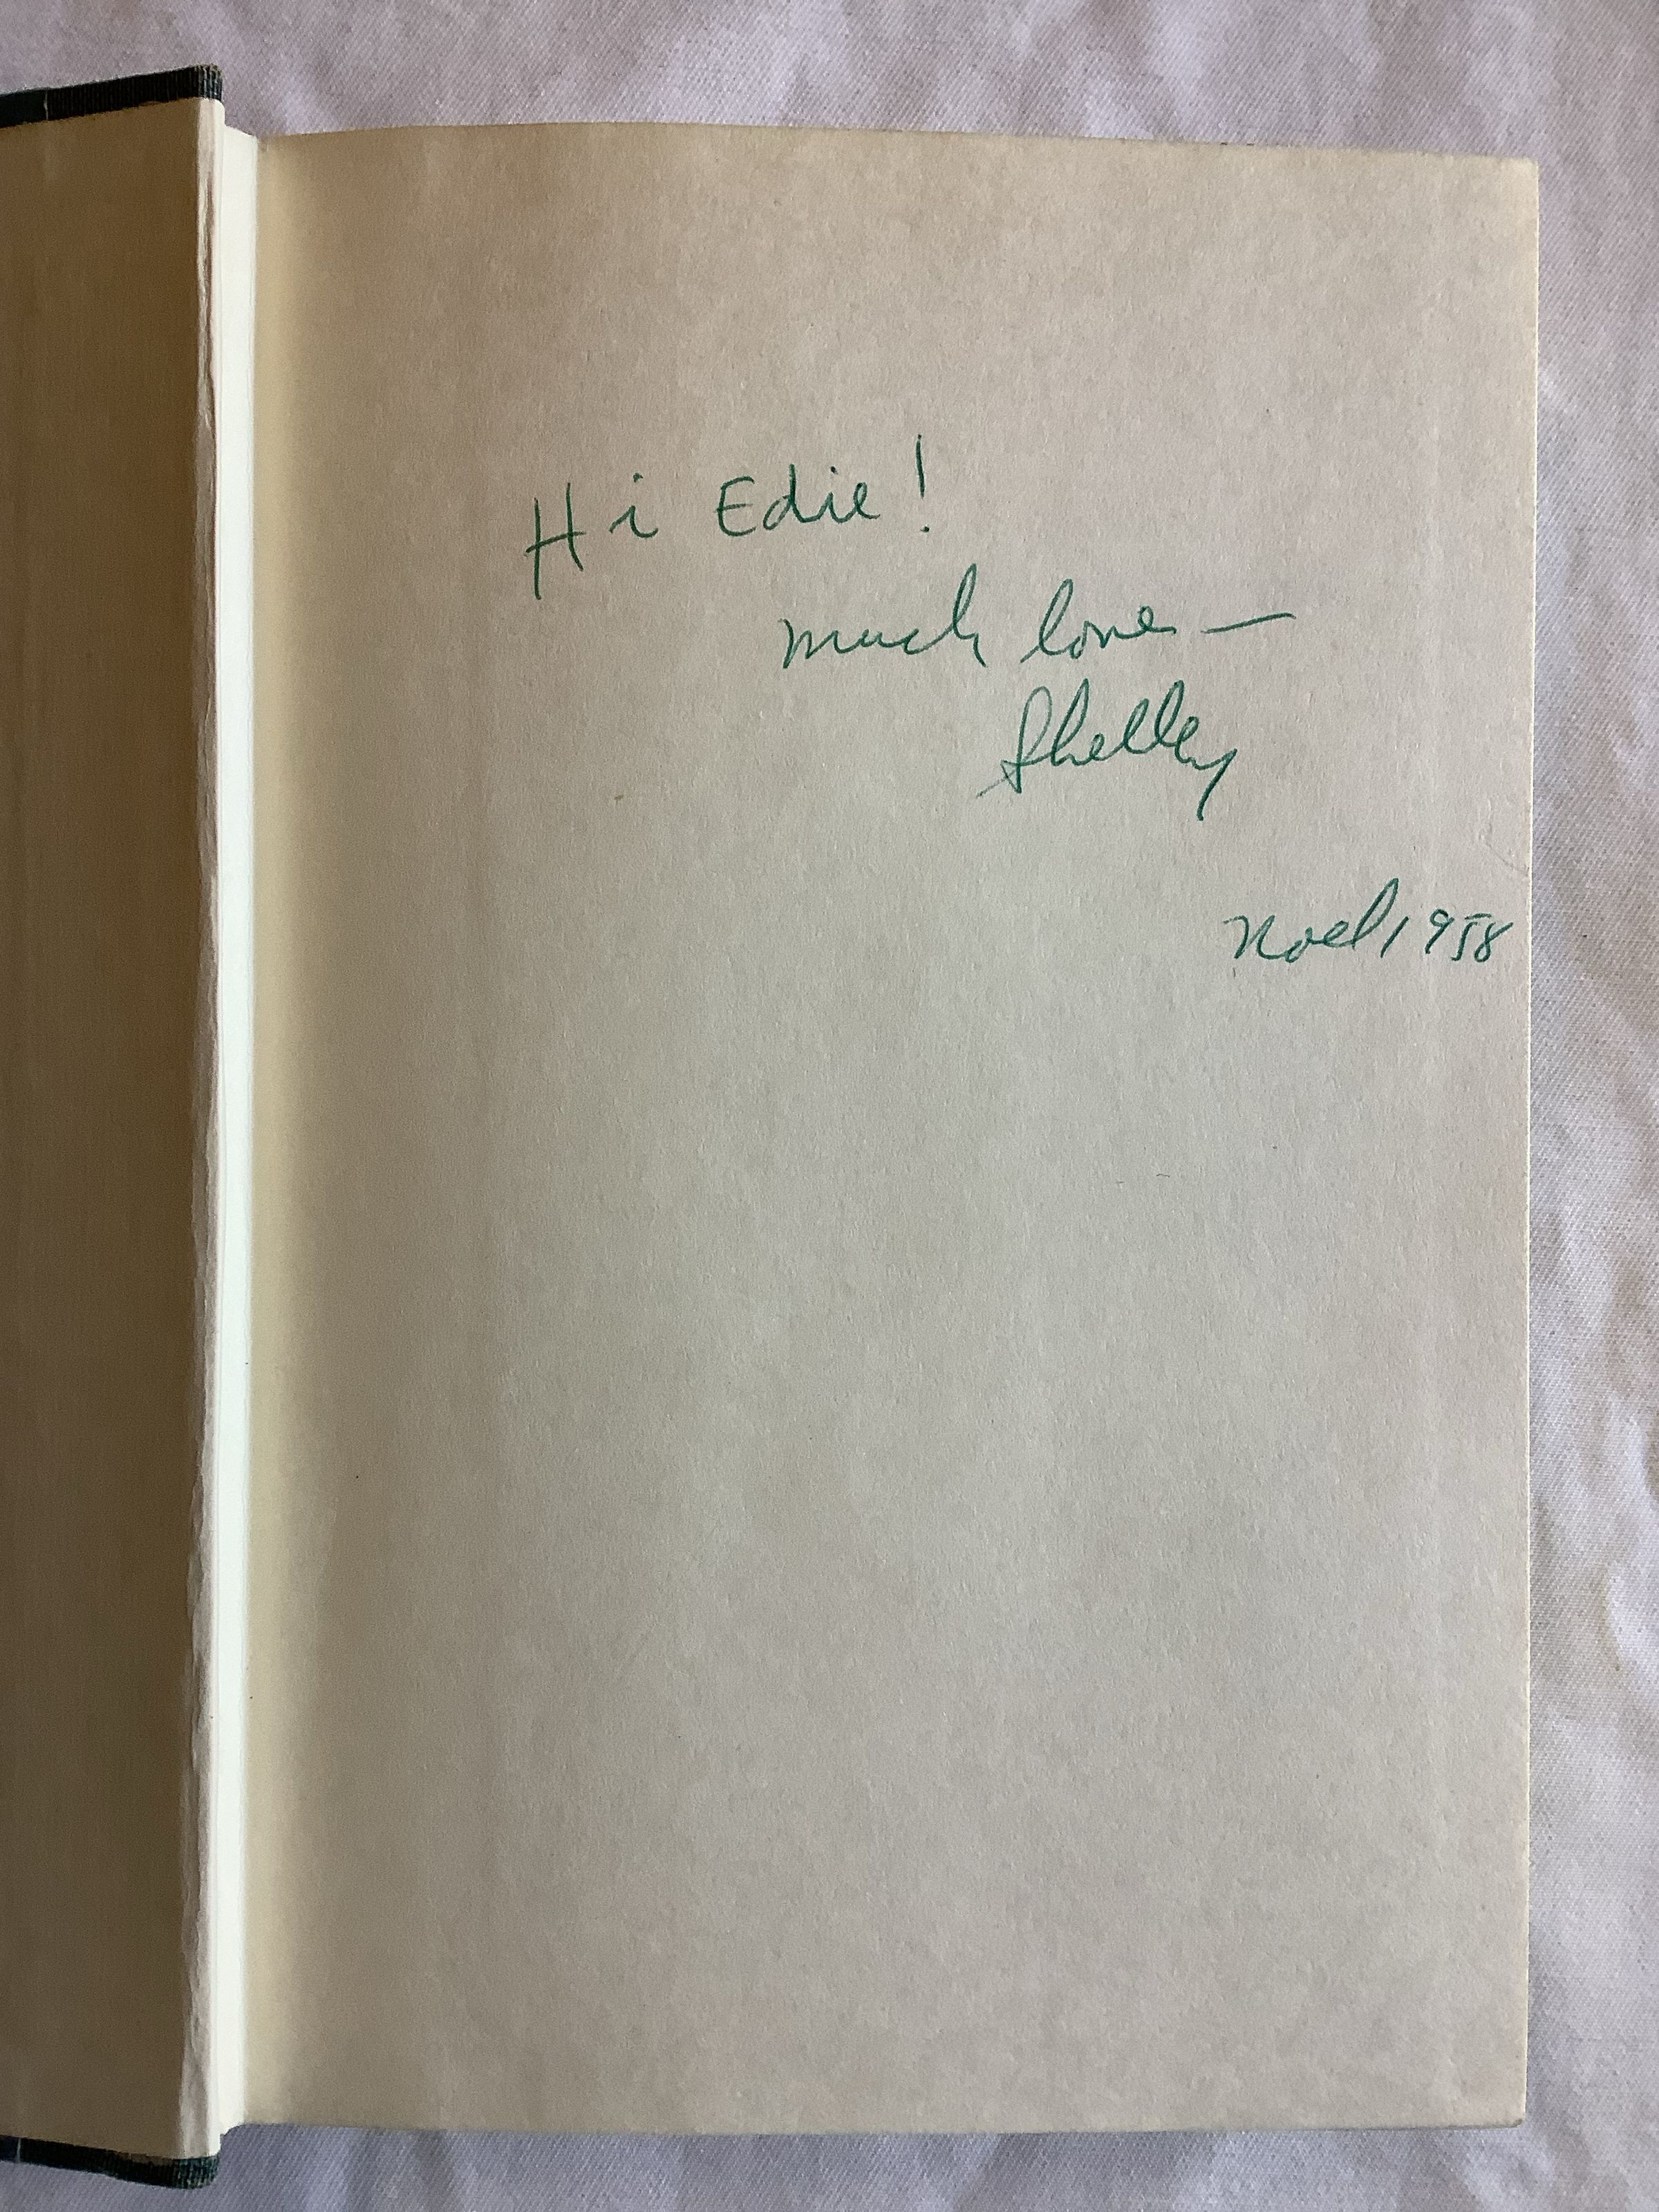 Hi Edie!
much love —
Shelley
Noel 1958